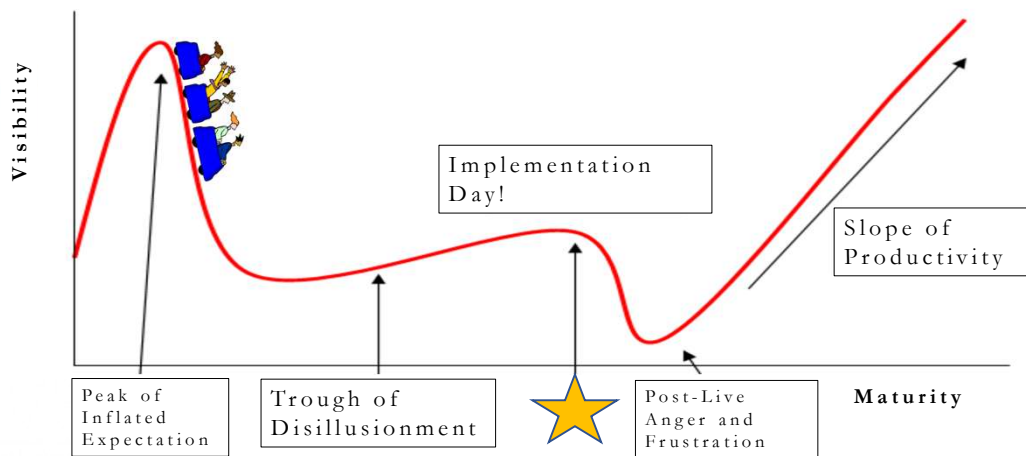 Visibility
Implementation
Day!
Slope of
Productivity
Peak of
Inflated
Expectation
Trough of
Disillusionment
Post-Live
Anger and
Frustration
Maturity